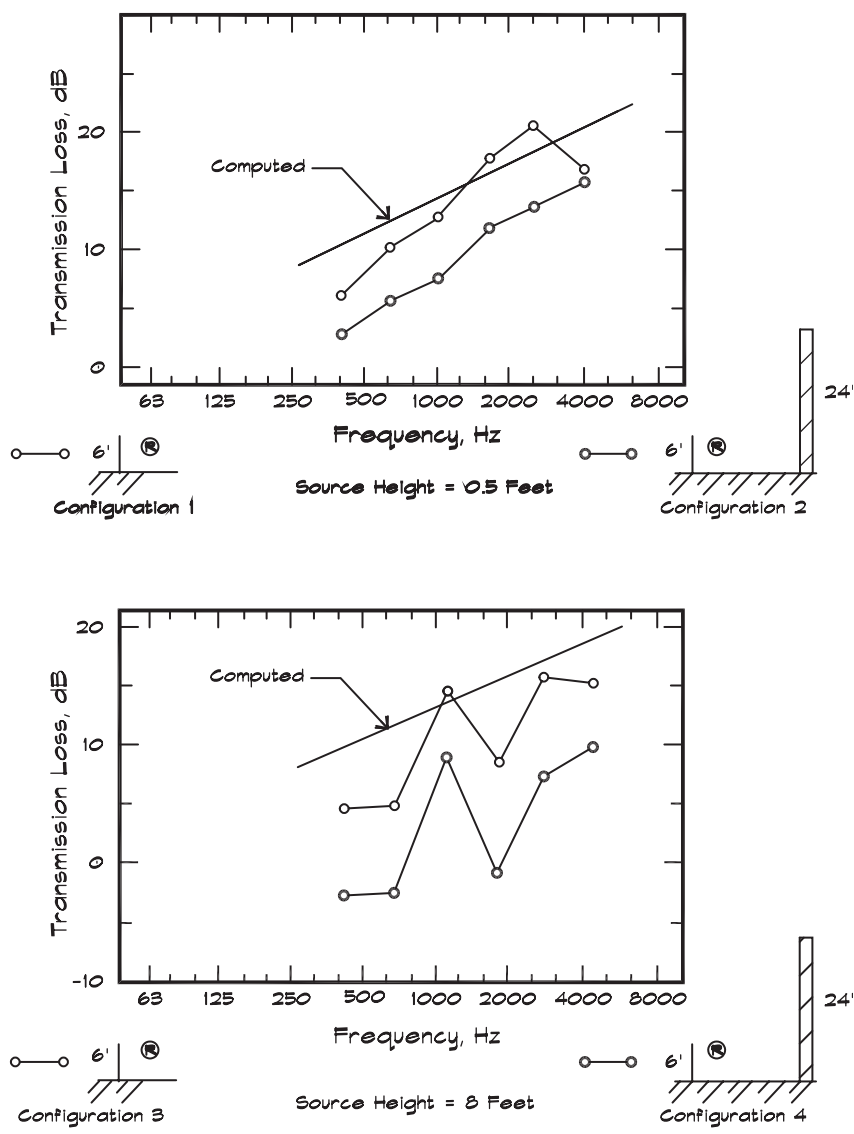 Transmission Loss, dB
20
10
0
Computed
63 125 250 500 1000 2000 4000 8000
Frequency, Hz
6' R
6' R
24'
Configuration 1
Source Height = 0.5 Feet
Configuration 2
Transmission Loss, dB
20
10
0
-10
Computed
63 125 250 500 1000 2000 4000 8000
Frequency, Hz
6' R
6' R
24'
Configuration 3
Source Height = 8 Feet
Configuration 4